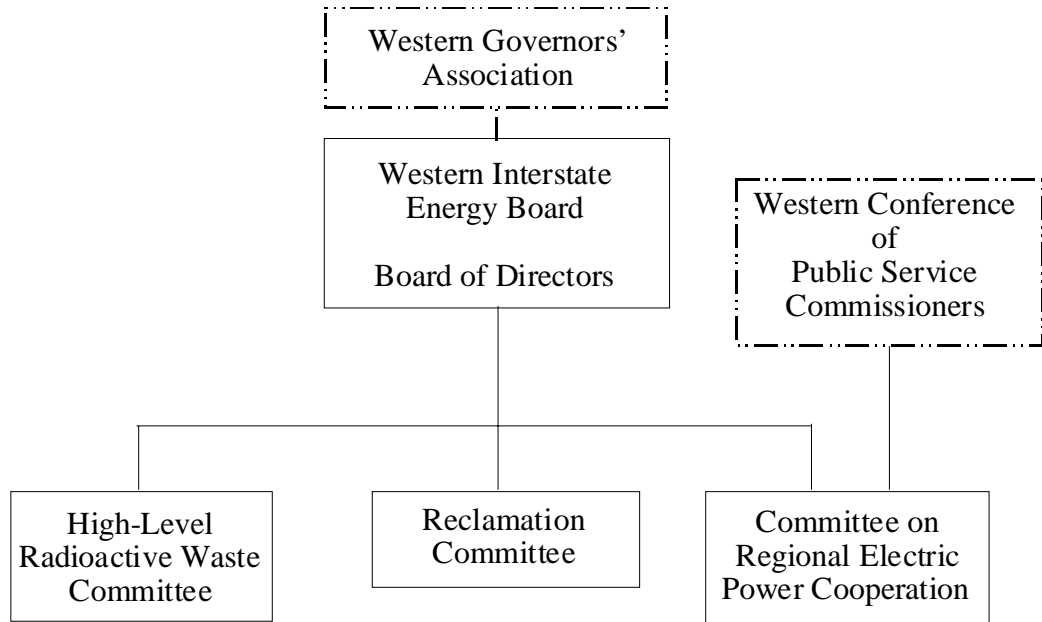 Western Governors’
Association
Western Interstate
Energy Board
Board of Directors
Western Conference
of
Public Service
Commissioners
High-Level
Radioactive Waste
Committee
Reclamation
Committee
Committee on
Regional Electric
Power Cooperation